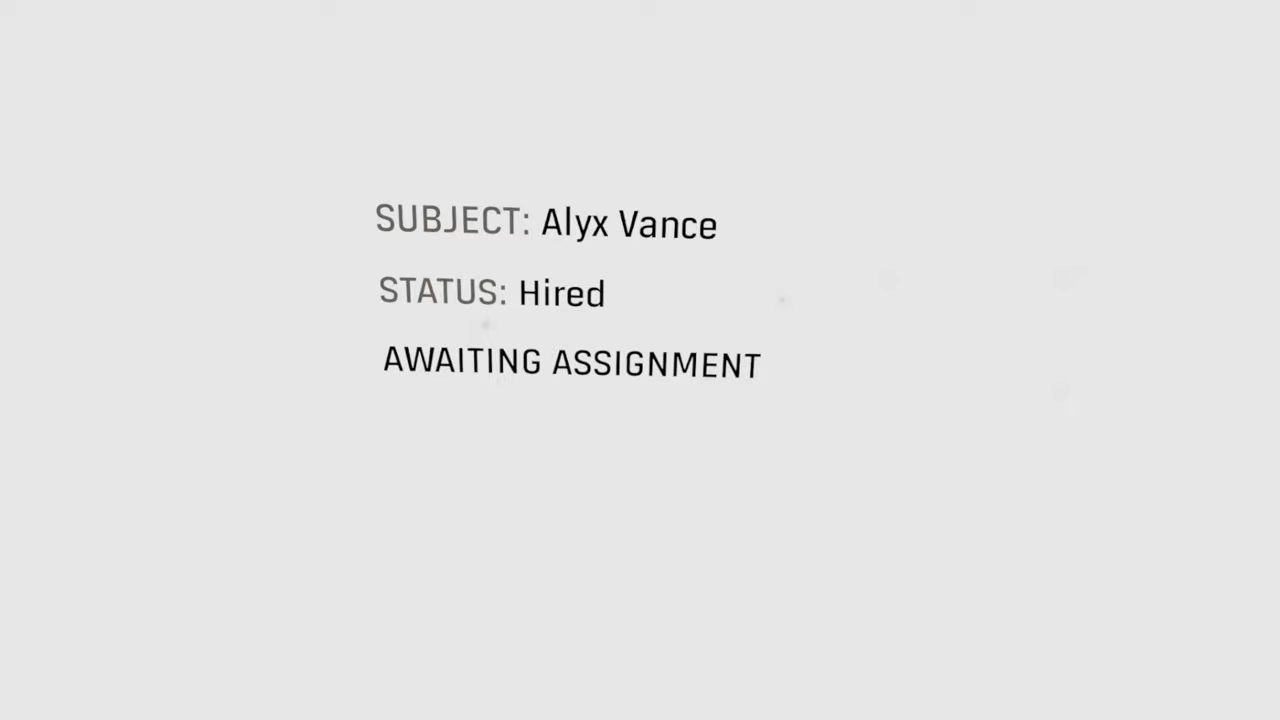 SUBJECT: Alyx Vance
STATUS: Hired
AWAITING ASSIGNMENT